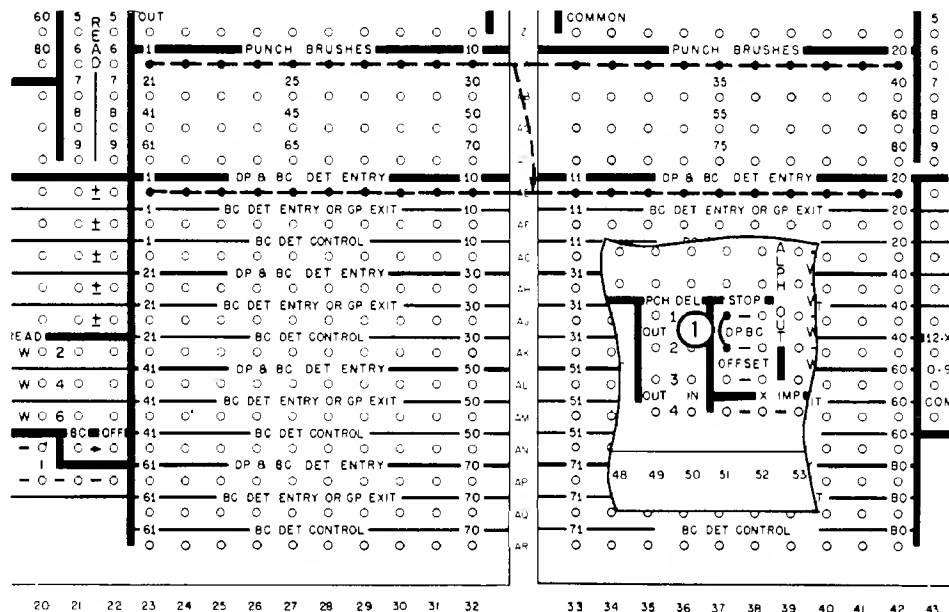 60 5 R 5 OUT Z COMMON 5
80 6 E 6 1 PUNCH BRUSHES 10 PUNCH BRUSHES 20 6
A
7 D 7 21 25 30 35 40 7
8 8 41 45 50 55 60 8
9 9 61 65 70 75 80 9
1 DP & BC DET ENTRY 10 11 DP & BC DET ENTRY 20
±
1 BC DET ENTRY OR GP EXIT 10 11 BC DET ENTRY OR GP EXIT 20
± AF
1 BC DET CONTROL 10 11 20
± AG
21 DP & BC DET ENTRY 30 31 40
± AH
21 BC DET ENTRY OR GP EXIT 30 31 40
± AJ
READ 21 BC DET CONTROL 30 31 40 12-X
W 2 AK
41 DP & BC DET ENTRY 50 51 60 0-9
W 4 AL
41 BC DET ENTRY OR GP EXIT 50 51 IT 60 COM
W 6 AM
BC OFF 41 BC DET CONTROL 50 51 60
AN
1 61 DP & BC DET ENTRY 70 71 80
AP
61 BC DET ENTRY OR GP EXIT 70 71 T 80
AQ
61 BC DET CONTROL 70 71 BC DET CONTROL 80
AR
ALPH OUT
PCH DEL STOP
1
OUT 1 DPBC
2
OFFSET
3
OUT IN X IMP
4
48 49 50 51 52 53
20 21 22 23 24 25 26 27 28 29 30 31 32 33 34 35 36 37 38 39 40 41 42 43